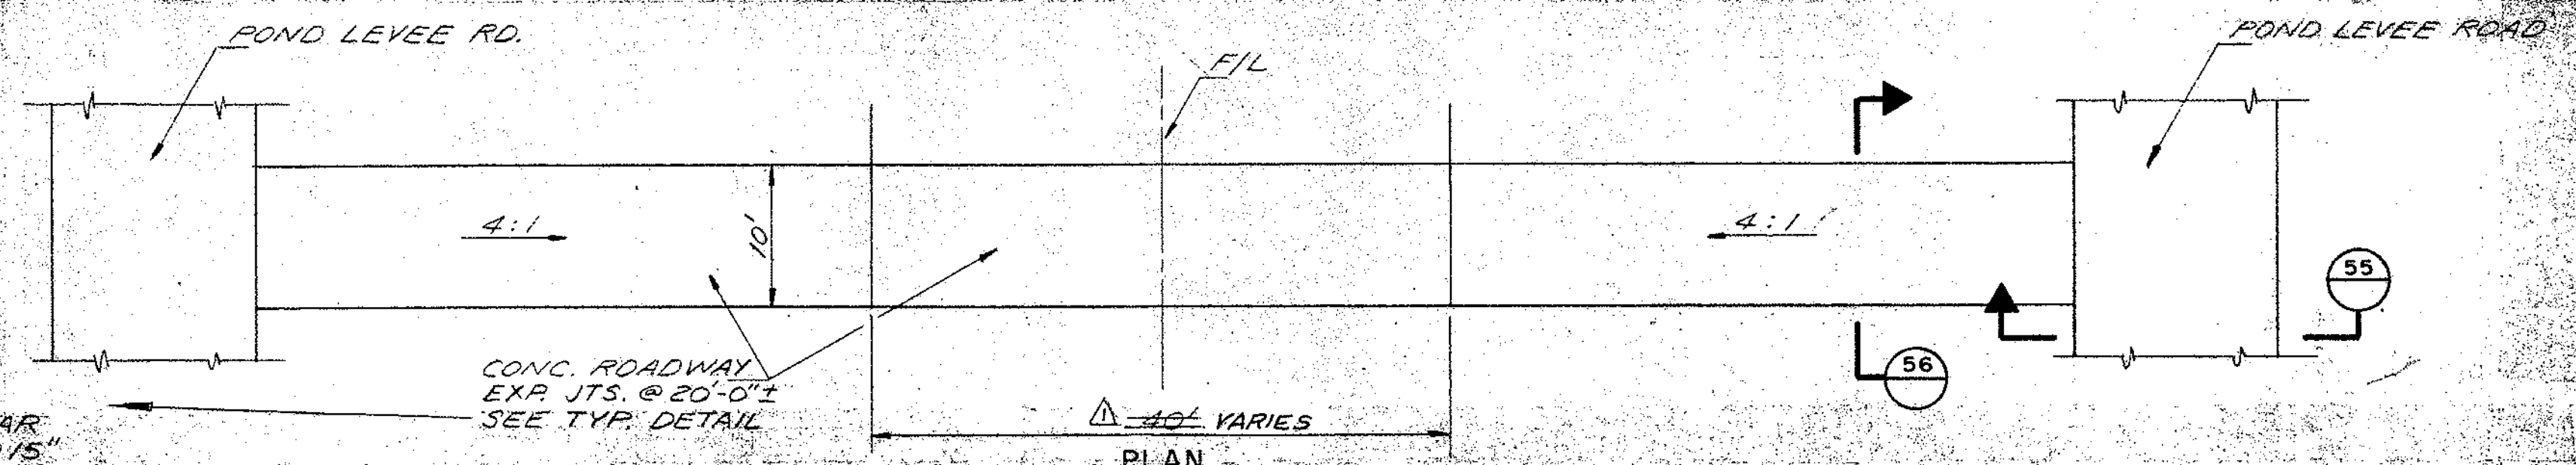 POND LEVEE RD.
F/L
POND LEVEE ROAD
4:1
10'
4:1
55
56
CONC. ROADWAY
EXP. JTS. @ 20'-0"±
SEE TYP. DETAIL
1 40' VARIES
PLAN